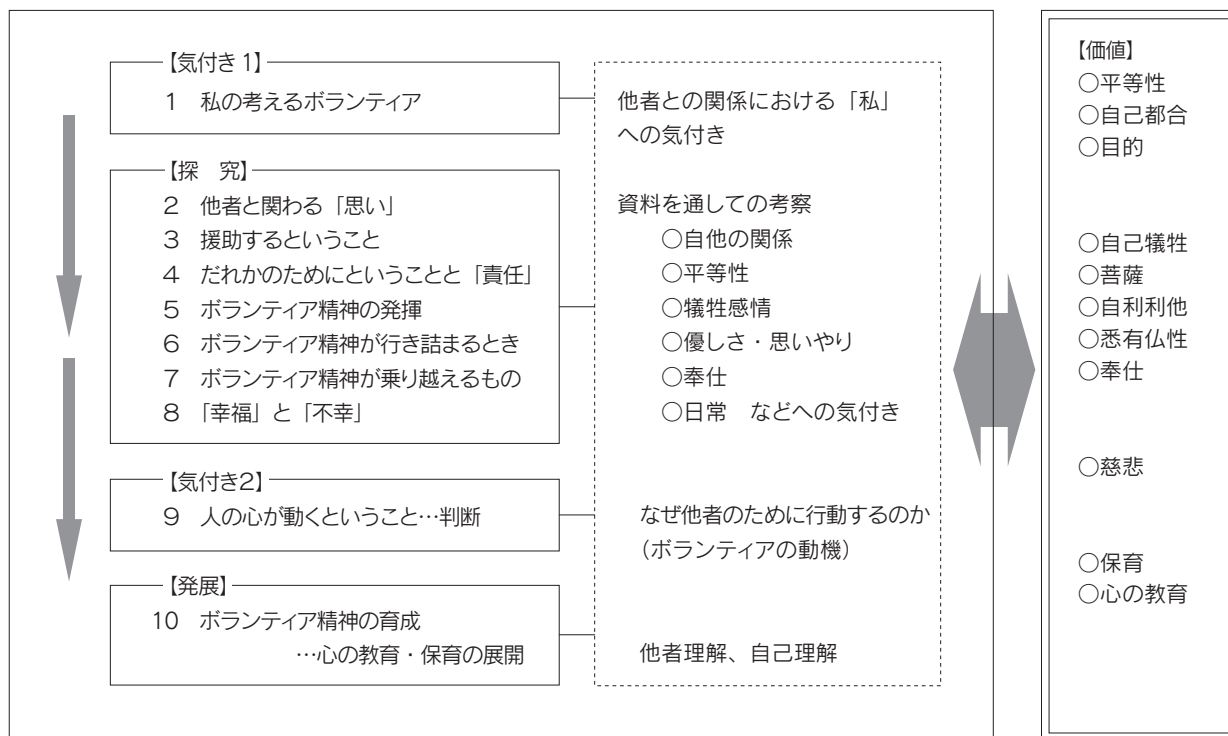 【気付き1】
1　私の考えるボランティア
【探　究】
2　他者と関わる「思い」
3　援助するということ
4　だれかのためにということと「責任」
5　ボランティア精神の発揮
6　ボランティア精神が行き詰まるとき
7　ボランティア精神が乗り越えるもの
8　「幸福」と「不幸」
【気付き2】
9　人の心が動くということ…判断
【発展】
10　ボランティア精神の育成
…心の教育・保育の展開
他者との関係における「私」
への気付き
資料を通しての考察
○自他の関係
○平等性
○犠牲感情
○優しさ・思いやり
○奉仕
○日常　などへの気付き
なぜ他者のために行動するのか
（ボランティアの動機）
他者理解、自己理解
【価値】
○平等性
○自己都合
○目的
○自己犠牲
○菩薩
○自利利他
○悉有仏性
○奉仕
○慈悲
○保育
○心の教育